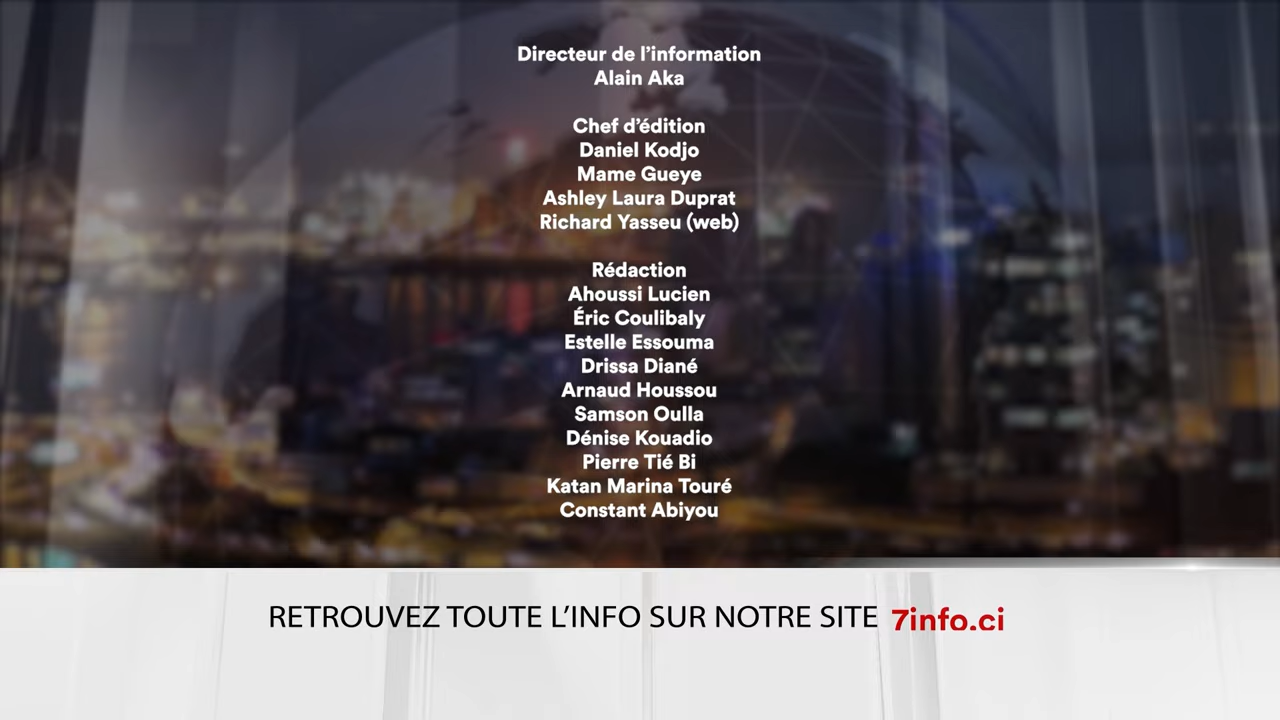 Directeur de l’information
Alain Aka
Chef d’édition
Daniel Kodjo
Mame Gueye
Ashley Laura Duprat
Richard Yasseu (web)
Rédaction
Ahoussi Lucien
Éric Coulibaly
Estelle Essouma
Drissa Diané
Arnaud Houssou
Samson Oulla
Dénise Kouadio
Pierre Tié Bi
Katan Marina Touré
Constant Abiyou
RETROUVEZ TOUTE L’INFO SUR NOTRE SITE 7info.ci